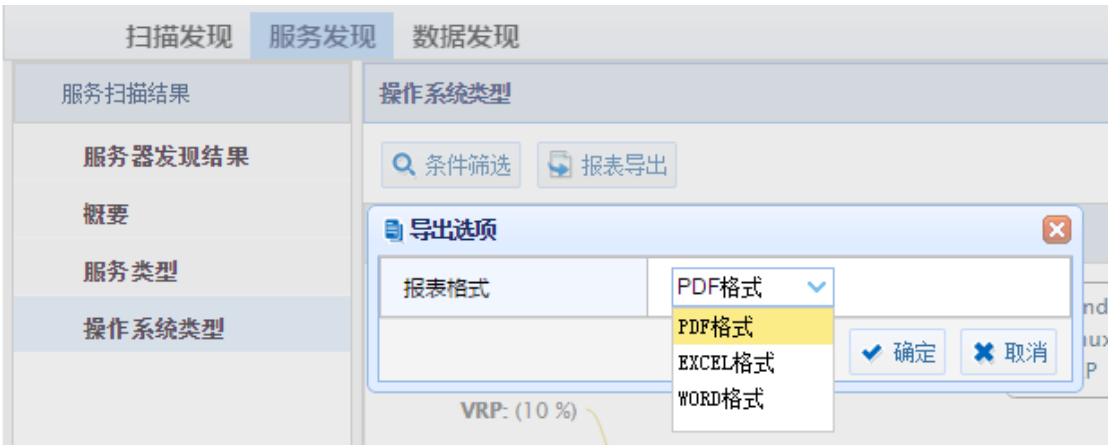 扫描发现 服务发现 数据发现
服务扫描结果
操作系统类型
服务器发现结果
条件筛选 报表导出
概要
导出选项
服务类型
报表格式
PDF格式
操作系统类型
PDF格式
EXCEL格式
WORD格式
确定 取消
VRP: (10 %)